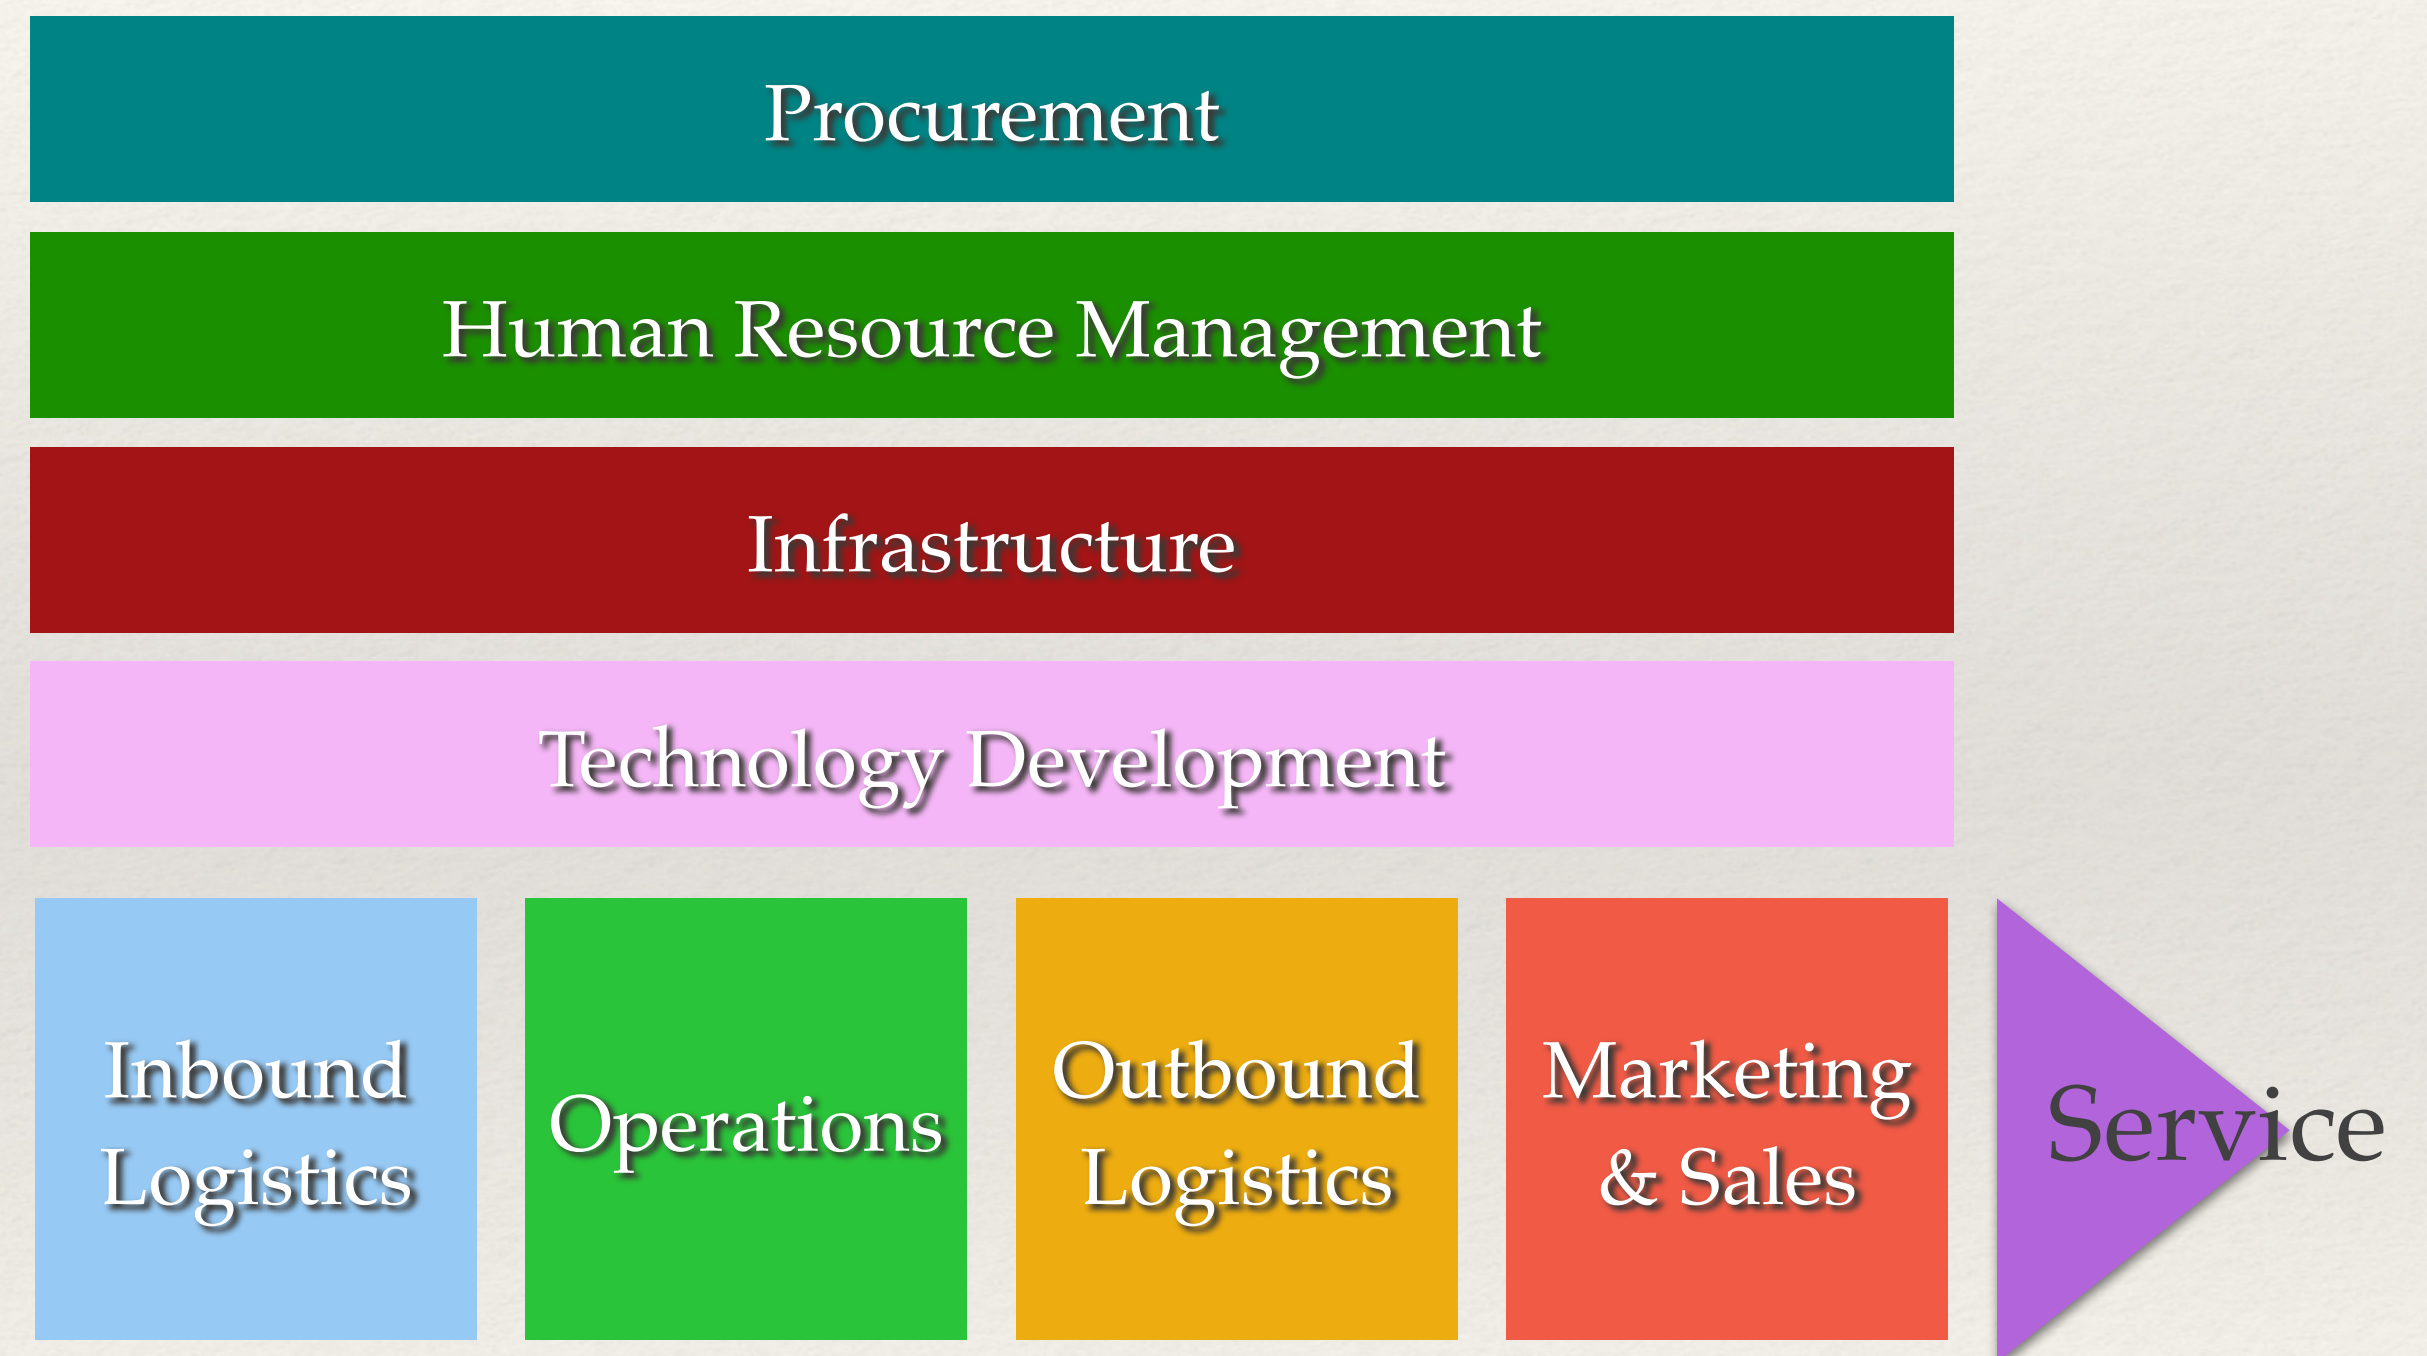 Procurement
Human Resource Management
Infrastructure
Technology Development
Inbound
Logistics
Operations
Outbound
Logistics
Marketing
& Sales
Service